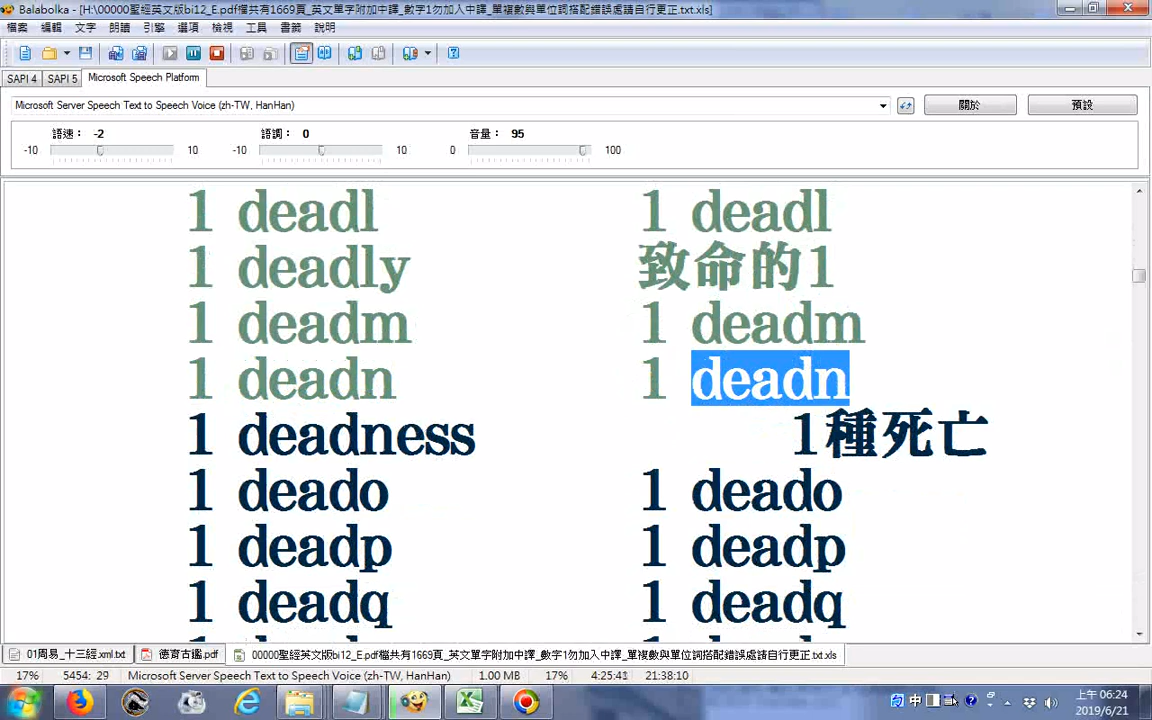 Balabolka - [H:\00000聖經英文版bi12_E.pdf檔共有1669頁_英文單字附加中譯_數字1勿加入中譯_單複數與單位詞搭配錯誤處請自行更正.txt.xls]
檔案 編輯 文字 朗讀 引擎 選項 檢視 工具 書籤 說明
SAPI 4 SAPI 5 Microsoft Speech Platform
Microsoft Server Speech Text to Speech Voice (zh-TW, HanHan) 關於 預設
語速： -2 語調： 0 音量： 95
-10 10 -10 10 0 100
1 deadl 1 deadl
1 deadly 致命的1
1 deadm 1 deadm
1 deadn 1 deadn
1 deadness 1種死亡
1 deado 1 deado
1 deadp 1 deadp
1 deadq 1 deadq
01周易_十三經.xml.txt 德育古鑑.pdf 00000聖經英文版bi12_E.pdf檔共有1669頁_英文單字附加中譯_數字1勿加入中譯_單複數與單位詞搭配錯誤處請自行更正.txt.xls
17% 5454: 29 Microsoft Server Speech Text to Speech Voice (zh-TW, HanHan) 1.00 MB 17% 4:25:41 21:38:10
中 上午 06:24
2019/6/21